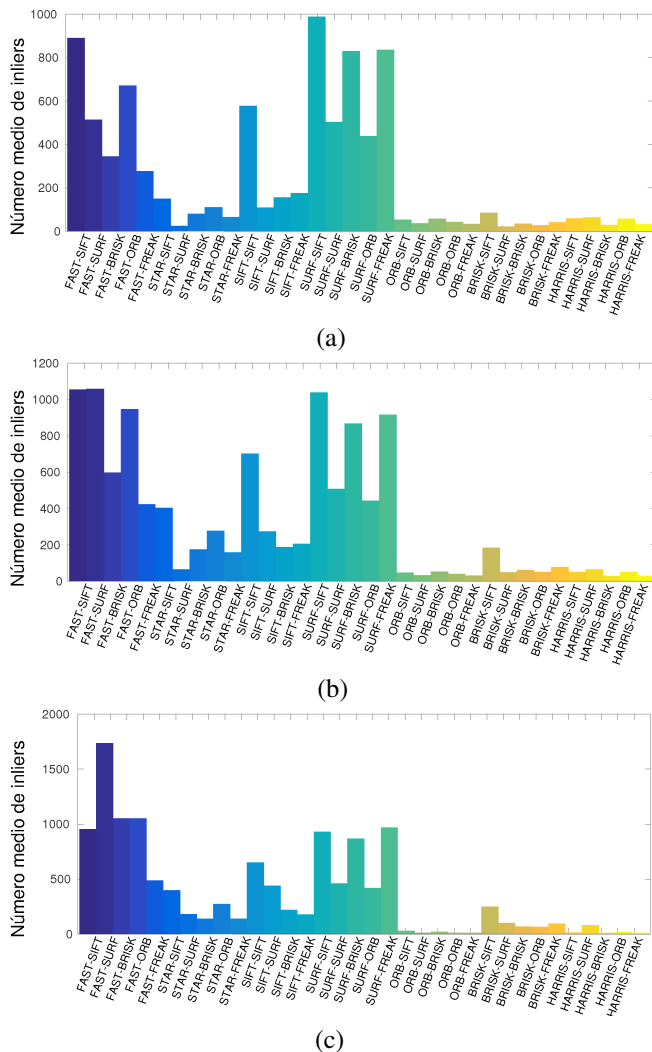 Número medio de inliers
1000
800
600
400
200
0
FAST-SIFT
FAST-SURF
FAST-BRISK
FAST-ORB
FAST-FREAK
STAR-SIFT
STAR-SURF
STAR-BRISK
STAR-ORB
STAR-FREAK
SIFT-SIFT
SIFT-SURF
SIFT-BRISK
SIFT-FREAK
SURF-SIFT
SURF-SURF
SURF-BRISK
SURF-ORB
SURF-FREAK
ORB-SIFT
ORB-SURF
ORB-BRISK
ORB-ORB
ORB-FREAK
BRISK-SIFT
BRISK-SURF
BRISK-BRISK
BRISK-ORB
BRISK-FREAK
HARRIS-SIFT
HARRIS-SURF
HARRIS-BRISK
HARRIS-ORB
HARRIS-FREAK
(a)
Número medio de inliers
1200
1000
800
600
400
200
0
FAST-SIFT
FAST-SURF
FAST-BRISK
FAST-ORB
FAST-FREAK
STAR-SIFT
STAR-SURF
STAR-BRISK
STAR-ORB
STAR-FREAK
SIFT-SIFT
SIFT-SURF
SIFT-BRISK
SIFT-FREAK
SURF-SIFT
SURF-SURF
SURF-BRISK
SURF-ORB
SURF-FREAK
ORB-SIFT
ORB-SURF
ORB-BRISK
ORB-ORB
ORB-FREAK
BRISK-SIFT
BRISK-SURF
BRISK-BRISK
BRISK-ORB
BRISK-FREAK
HARRIS-SIFT
HARRIS-SURF
HARRIS-BRISK
HARRIS-ORB
HARRIS-FREAK
(b)
Número medio de inliers
2000
1500
1000
500
0
FAST-SIFT
FAST-SURF
FAST-BRISK
FAST-ORB
FAST-FREAK
STAR-SIFT
STAR-SURF
STAR-BRISK
STAR-ORB
STAR-FREAK
SIFT-SIFT
SIFT-SURF
SIFT-BRISK
SIFT-FREAK
SURF-SIFT
SURF-SURF
SURF-BRISK
SURF-ORB
SURF-FREAK
ORB-SIFT
ORB-SURF
ORB-BRISK
ORB-ORB
ORB-FREAK
BRISK-SIFT
BRISK-SURF
BRISK-BRISK
BRISK-ORB
BRISK-FREAK
HARRIS-SIFT
HARRIS-SURF
HARRIS-BRISK
HARRIS-ORB
HARRIS-FREAK
(c)